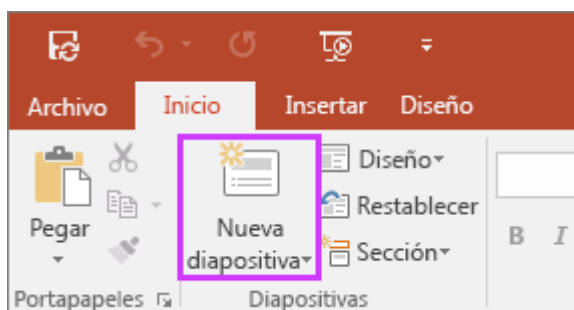 Archivo Inicio Insertar Diseño
Pegar
Nueva
diapositiva
Diseño
Restablecer
Sección
B I
Portapapeles Diapositivas